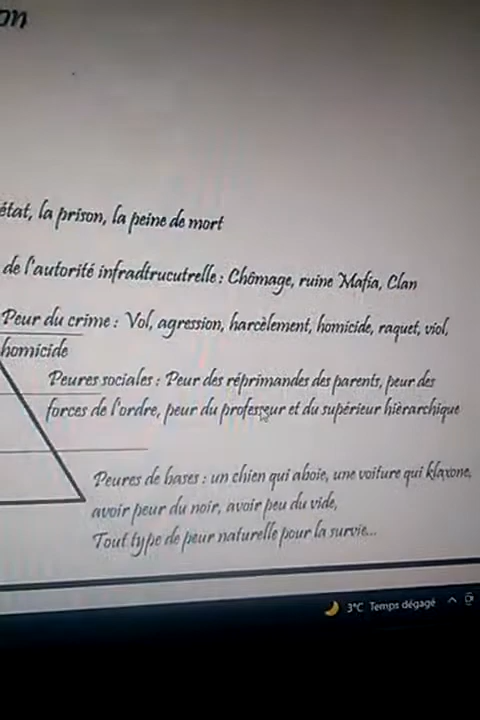 on
état, la prison, la peine de mort
de l'autorité infradtrucutrelle : Chômage, ruine Mafia, Clan
Peur du crime : Vol, agression, harcèlement, homicide, raquet, viol,
homicide
Peures sociales : Peur des réprimandes des parents, peur des
forces de l'ordre, peur du professeur et du supérieur hièrarchique
Peures de bases : un chien qui aboie, une voiture qui klaxone,
avoir peur du noir, avoir peu du vide,
Tout type de peur naturelle pour la survie...
3°C Temps dégagé